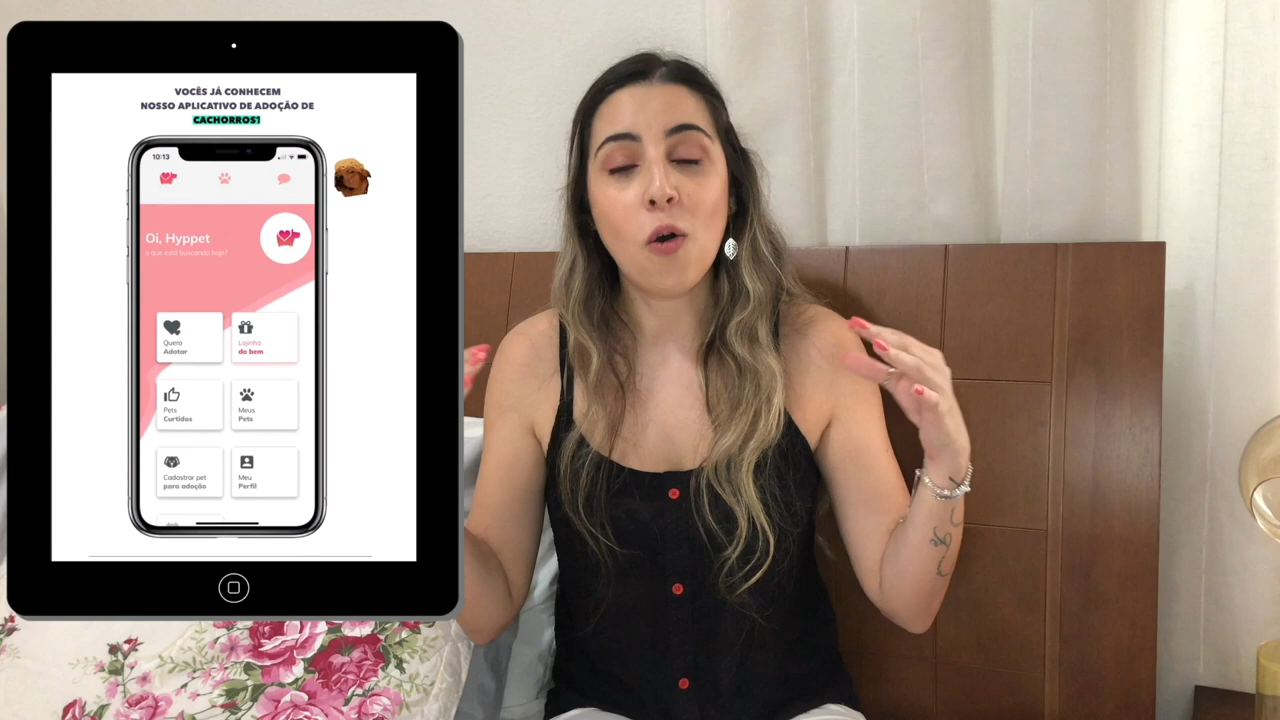 VOCÊS JÁ CONHECEM
NOSSO APLICATIVO DE ADOÇÃO DE
CACHORROS?
10:13
Oi, Hyppet
o que está buscando hoje?
Quero
Adotar
Lojinha
do bem
Pets
Curtidos
Meus
Pets
Cadastrar pet
para adoção
Meu
Perfil